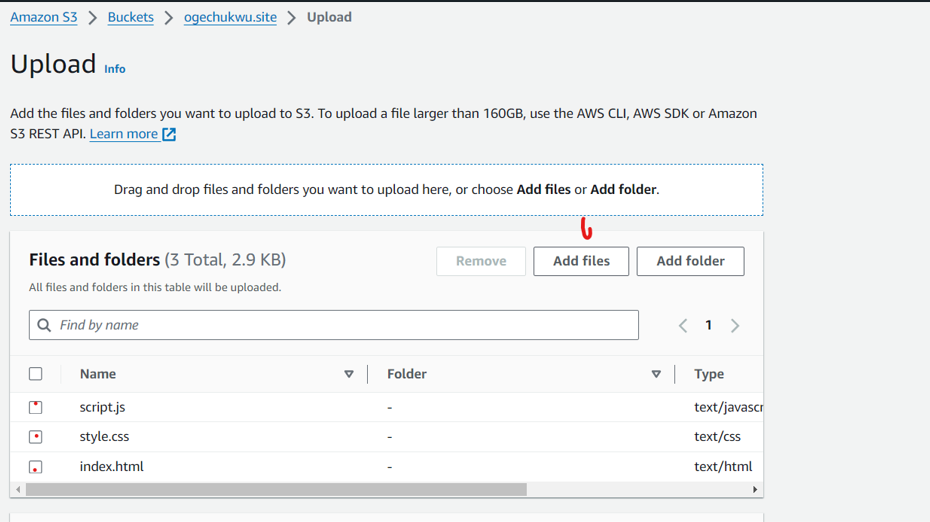 Amazon S3 > Buckets > ogechukwu.site > Upload
Upload Info
Add the files and folders you want to upload to S3. To upload a file larger than 160GB, use the AWS CLI, AWS SDK or Amazon
S3 REST API. Learn more
Drag and drop files and folders you want to upload here, or choose Add files or Add folder.
Files and folders (3 Total, 2.9 KB)
Remove
Add files
Add folder
All files and folders in this table will be uploaded.
Find by name
1
Name Folder Type
script.js - text/javascr
style.css - text/css
index.html - text/html